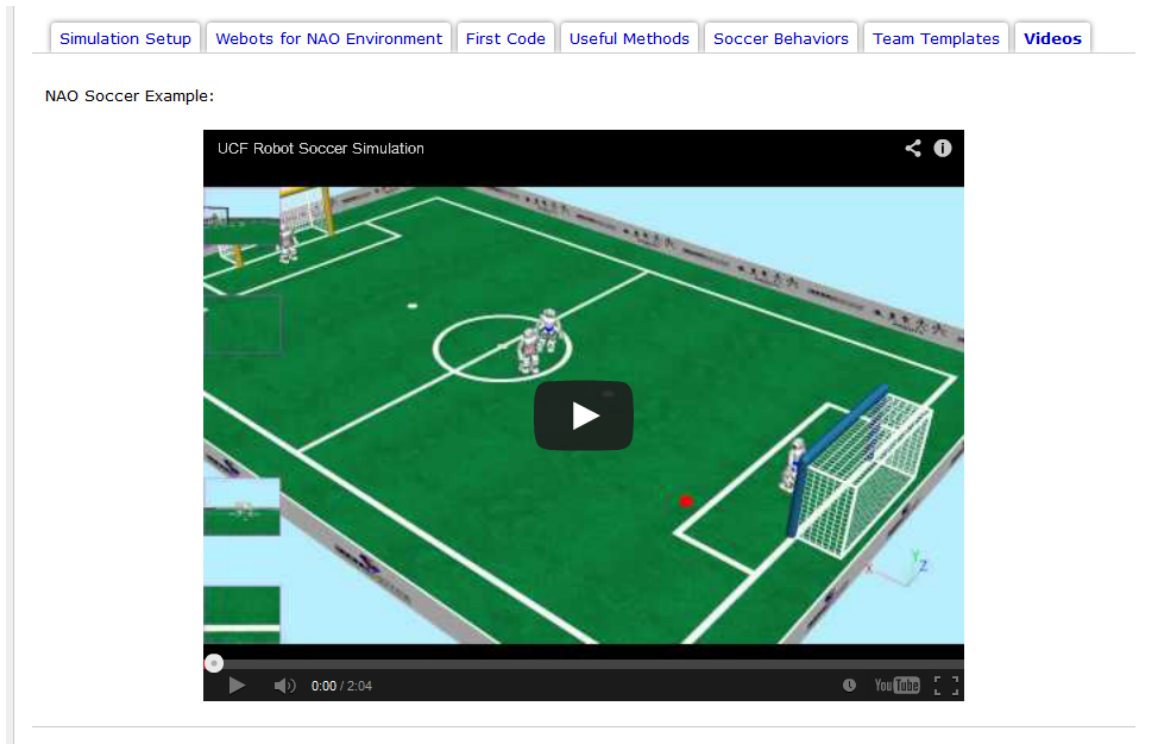 Simulation Setup Webots for NAO Environment First Code Useful Methods Soccer Behaviors Team Templates Videos
NAO Soccer Example:
UCF Robot Soccer Simulation
Y
X Z
0:00 / 2:04 YouTube